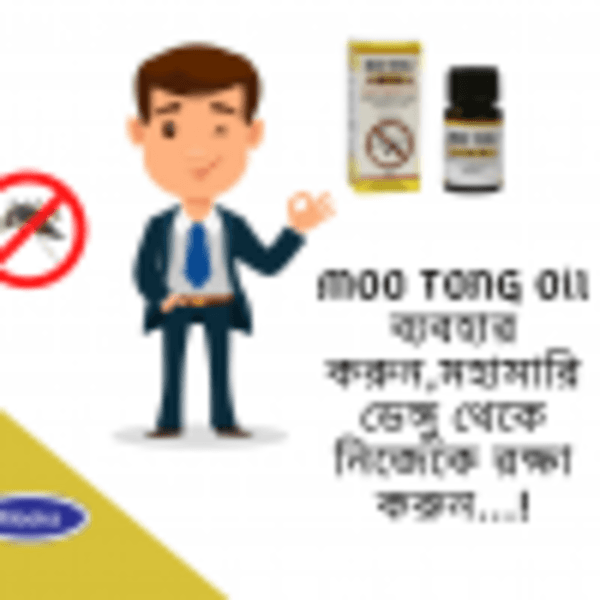 MOO TONG Oil
ব্যবহার
করুন,মহামারি
ডেঙ্গু থেকে
নিজেকে রক্ষা
করুন...!